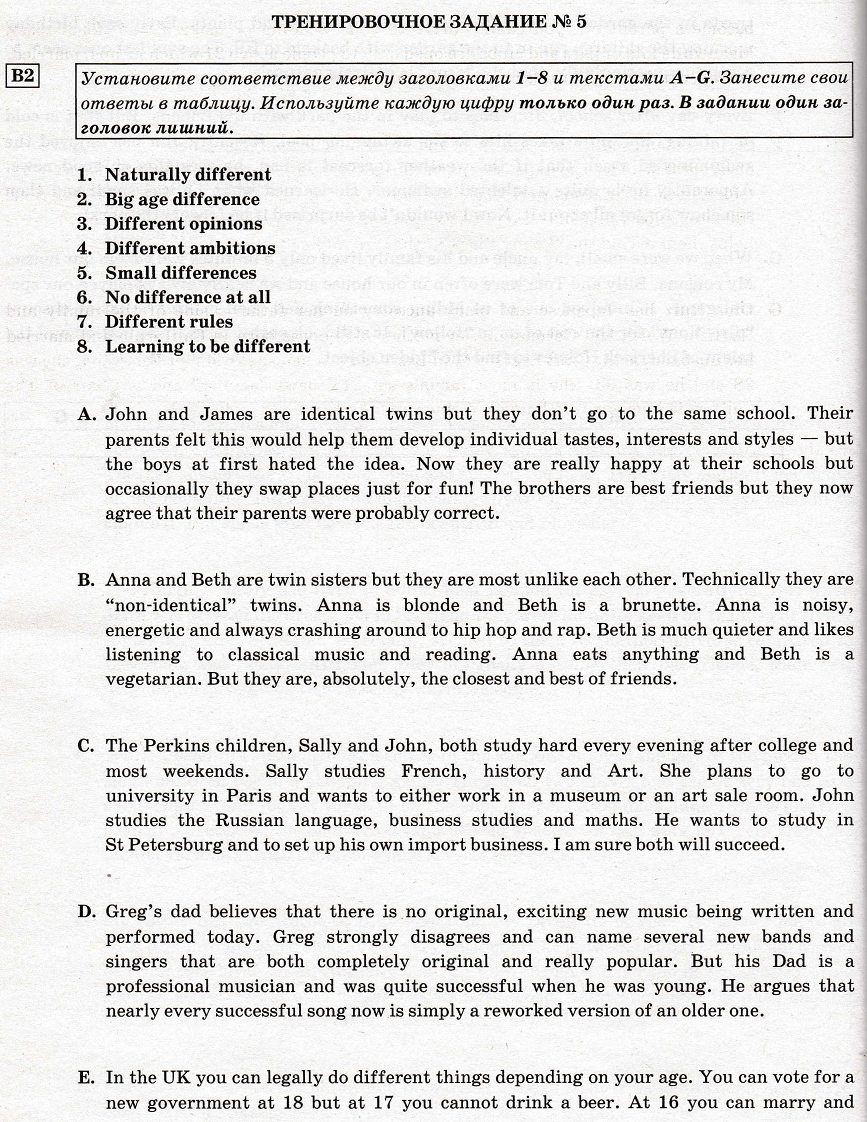 ТРЕНИРОВОЧНОЕ ЗАДАНИЕ № 5
B2
Установите соответствие между заголовками 1–8 и текстами A–G. Занесите свои
ответы в таблицу. Используйте каждую цифру только один раз. В задании один за-
головок лишний.
1. Naturally different
2. Big age difference
3. Different opinions
4. Different ambitions
5. Small differences
6. No difference at all
7. Different rules
8. Learning to be different
A. John and James are identical twins but they don’t go to the same school. Their
parents felt this would help them develop individual tastes, interests and styles — but
the boys at first hated the idea. Now they are really happy at their schools but
occasionally they swap places just for fun! The brothers are best friends but they now
agree that their parents were probably correct.
B. Anna and Beth are twin sisters but they are most unlike each other. Technically they are
“non-identical” twins. Anna is blonde and Beth is a brunette. Anna is noisy,
energetic and always crashing around to hip hop and rap. Beth is much quieter and likes
listening to classical music and reading. Anna eats anything and Beth is a
vegetarian. But they are, absolutely, the closest and best of friends.
C. The Perkins children, Sally and John, both study hard every evening after college and
most weekends. Sally studies French, history and Art. She plans to go to
university in Paris and wants to either work in a museum or an art sale room. John
studies the Russian language, business studies and maths. He wants to study in
St Petersburg and to set up his own import business. I am sure both will succeed.
D. Greg’s dad believes that there is no original, exciting new music being written and
performed today. Greg strongly disagrees and can name several new bands and
singers that are both completely original and really popular. But his Dad is a
professional musician and was quite successful when he was young. He argues that
nearly every successful song now is simply a reworked version of an older one.
E. In the UK you can legally do different things depending on your age. You can vote for a
new government at 18 but at 17 you cannot drink a beer. At 16 you can marry and